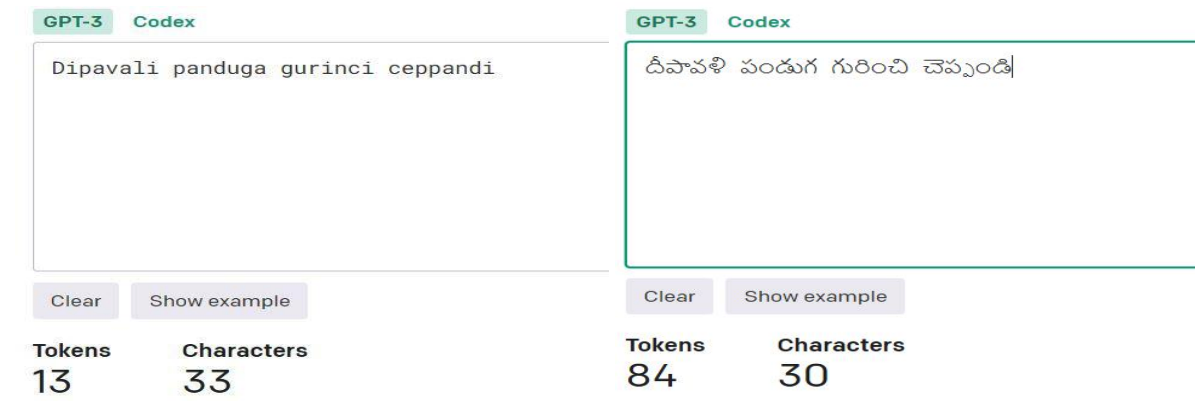 GPT-3 Codex
Dipavali panduga gurinci ceppandi
Clear Show example
Tokens Characters
13 33
GPT-3 Codex
దీపావళి పండుగ గురించి చెప్పండి
Clear Show example
Tokens Characters
84 30